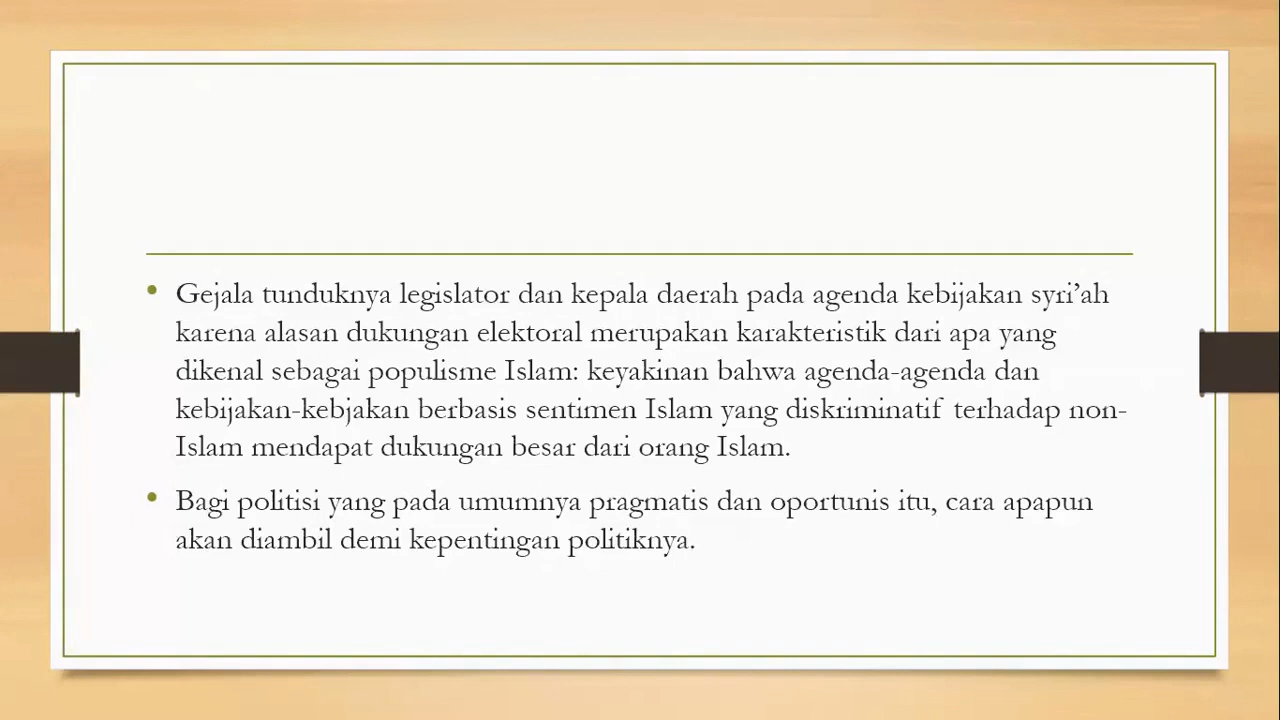 • Gejala tunduknya legislator dan kepala daerah pada agenda kebijakan syri’ah
karena alasan dukungan elektoral merupakan karakteristik dari apa yang
dikenal sebagai populisme Islam: keyakinan bahwa agenda-agenda dan
kebijakan-kebjakan berbasis sentimen Islam yang diskriminatif terhadap non-
Islam mendapat dukungan besar dari orang Islam.
• Bagi politisi yang pada umumnya pragmatis dan oportunis itu, cara apapun
akan diambil demi kepentingan politiknya.